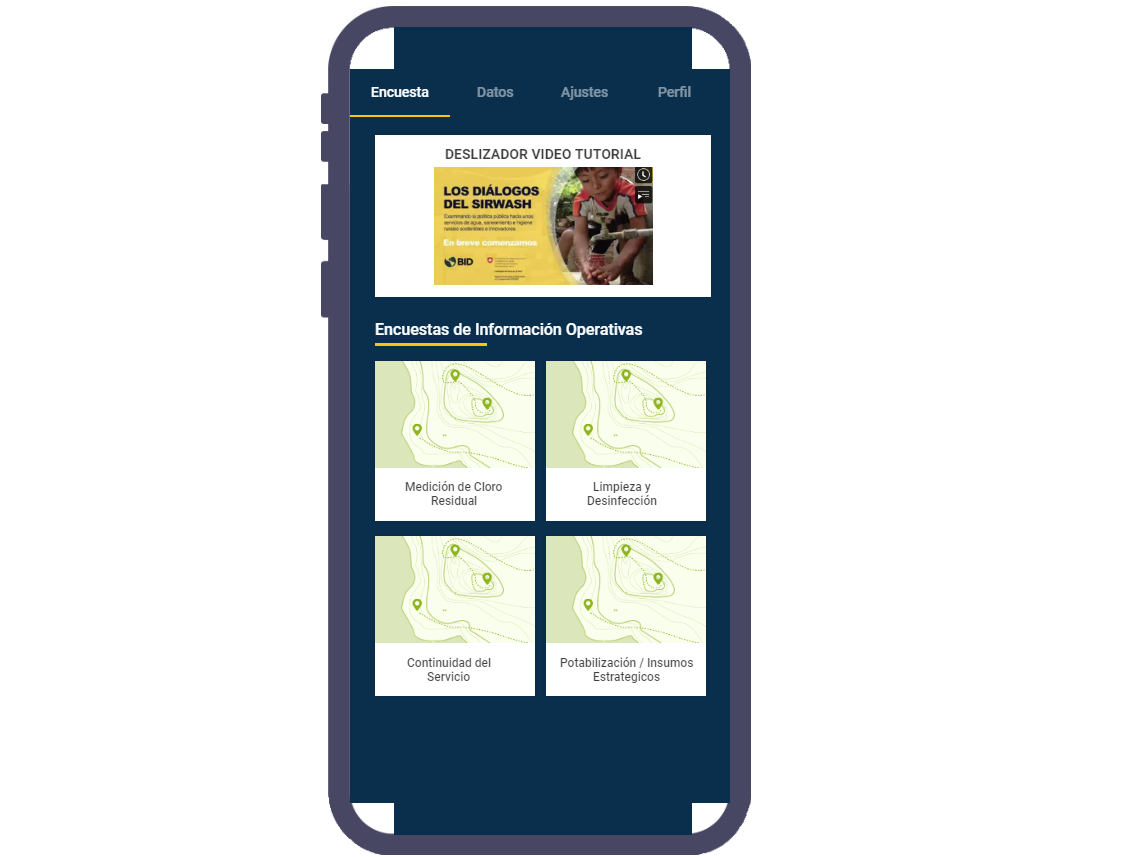 Encuesta
Datos
Ajustes
Perfil
DESLIZADOR VIDEO TUTORIAL
LOS DIÁLOGOS
DEL SIRWASH
Examinando la política pública hacia unos
servicios de agua, saneamiento e higiene
rurales sostenibles e innovadores.
En breve comenzamos
BID
Encuestas de Información Operativas
Medición de Cloro
Residual
Limpieza y
Desinfección
Continuidad del
Servicio
Potabilización / Insumos
Estrategicos